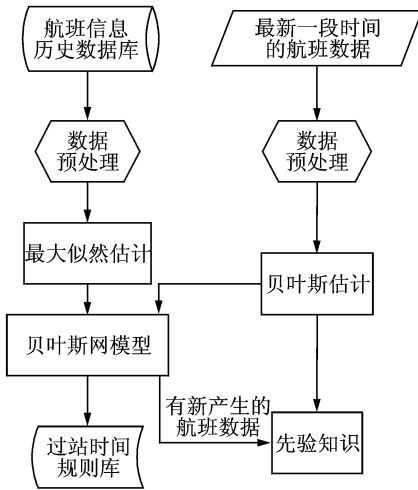 航班信息
历史数据库
最新一段时间
的航班数据
数据
预处理
数据
预处理
最大似然估计
贝叶斯估计
贝叶斯网模型
有新产生的
航班数据
过站时间
规则库
先验知识